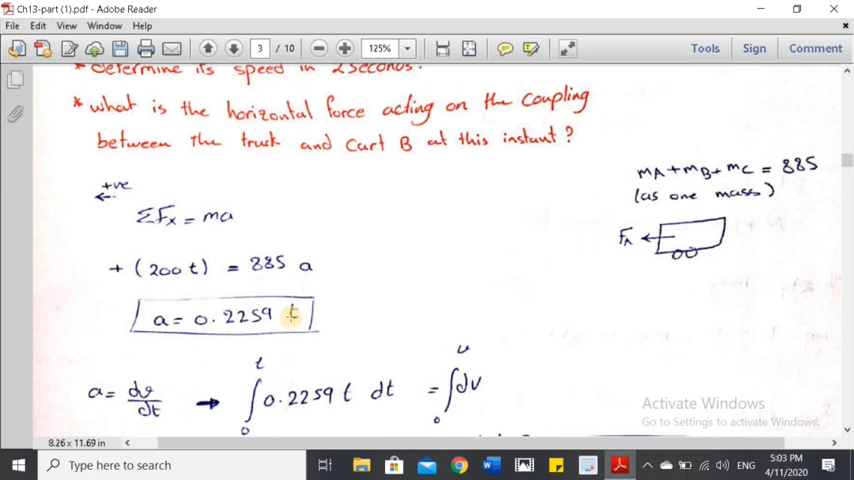 Ch13-part (1).pdf - Adobe Reader
File Edit View Window Help
3 / 10
125%
Tools Sign Comment
* determine its speed in 2 seconds.
* what is the horizontal force acting on the coupling
between the truck and Cart B at this instant?
mA+mB+mC = 885
(as one mass)
+ve
ΣFx = ma
+ (200t) = 885 a
a = 0.2259 t
a = dv/dt → ∫₀ᵗ 0.2259 t dt = ∫₀ᵛ dv
Activate Windows
Go to Settings to activate Windows.
8.26 x 11.69 in
Type here to search
ENG
5:03 PM
4/11/2020